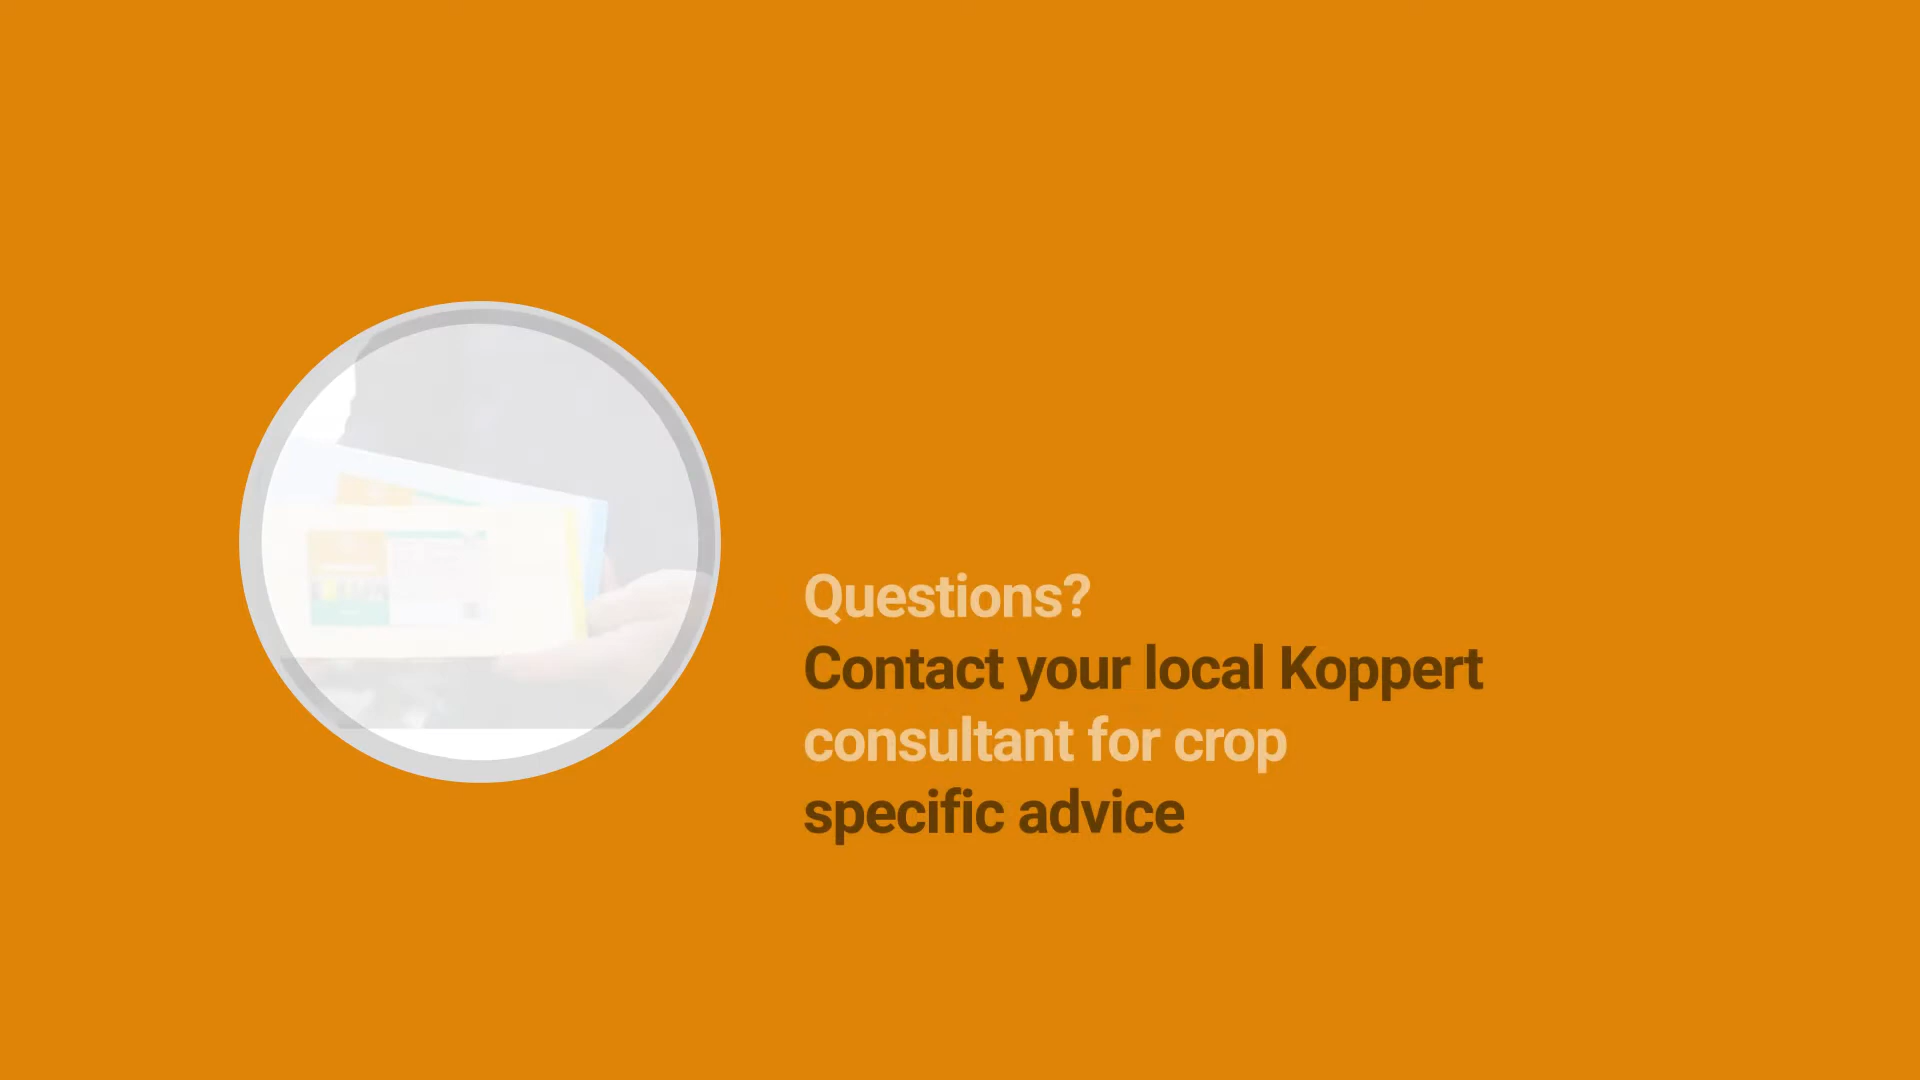 Questions?
Contact your local Koppert
consultant for crop
specific advice